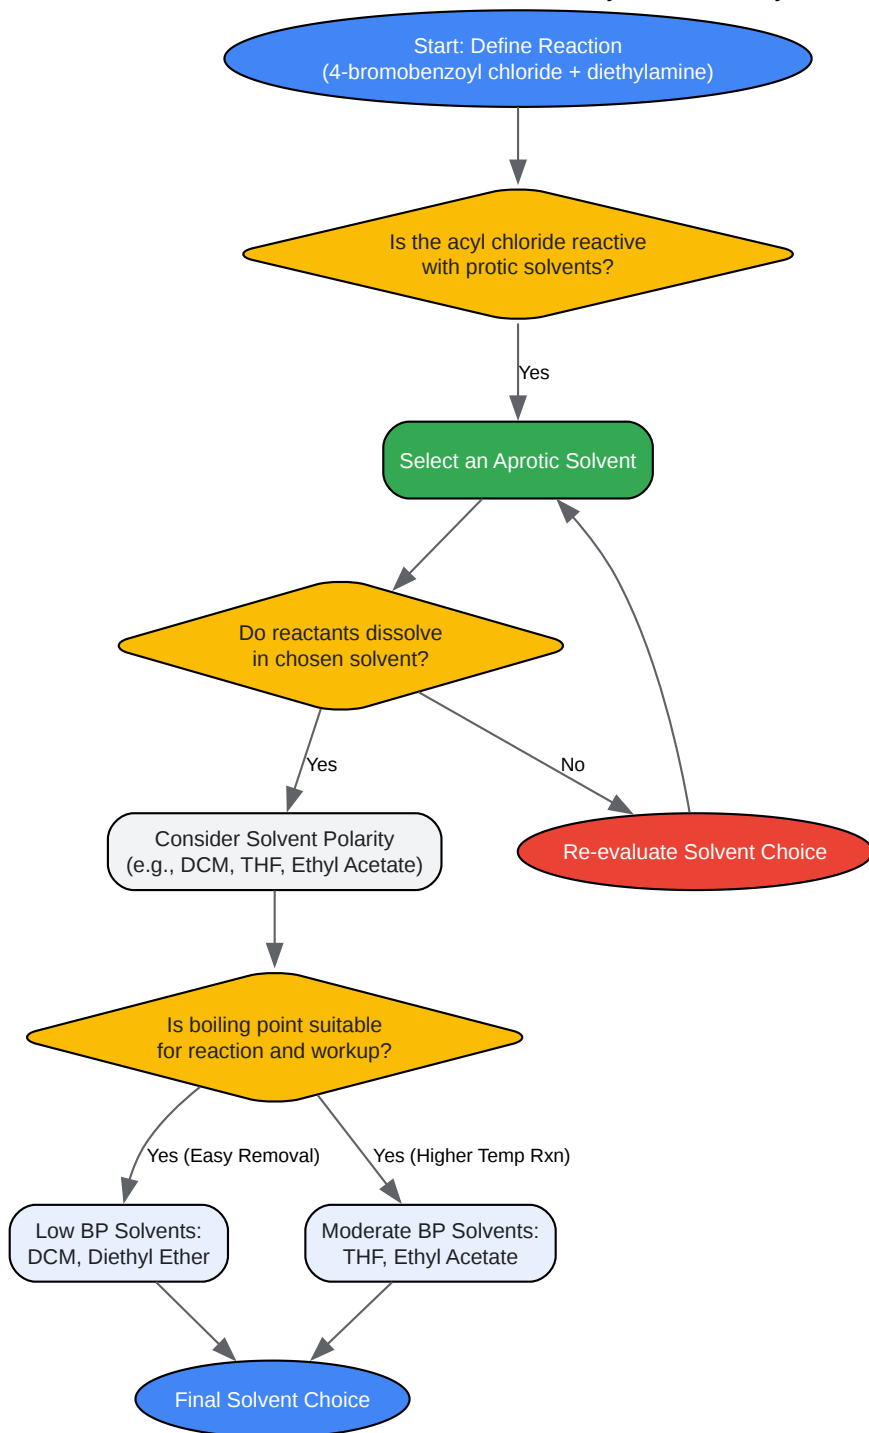 Start: Define Reaction
(4-bromobenzoyl chloride + diethylamine)
Is the acyl chloride reactive
with protic solvents?
Yes
Select an Aprotic Solvent
Do reactants dissolve
in chosen solvent?
Yes
No
Consider Solvent Polarity
(e.g., DCM, THF, Ethyl Acetate)
Re-evaluate Solvent Choice
Is boiling point suitable
for reaction and workup?
Yes (Easy Removal)
Yes (Higher Temp Rxn)
Low BP Solvents:
DCM, Diethyl Ether
Moderate BP Solvents:
THF, Ethyl Acetate
Final Solvent Choice